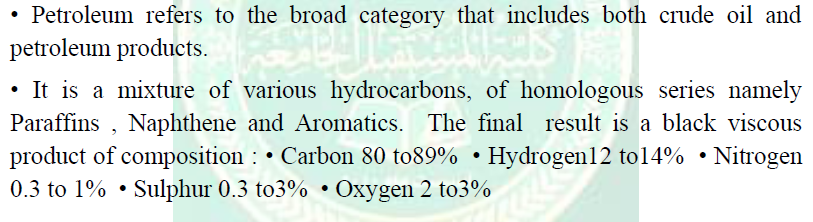 • Petroleum refers to the broad category that includes both crude oil and
petroleum products.
• It is a mixture of various hydrocarbons, of homologous series namely
Paraffins , Naphthene and Aromatics. The final result is a black viscous
product of composition : • Carbon 80 to89% • Hydrogen12 to14% • Nitrogen
0.3 to 1% • Sulphur 0.3 to3% • Oxygen 2 to3%